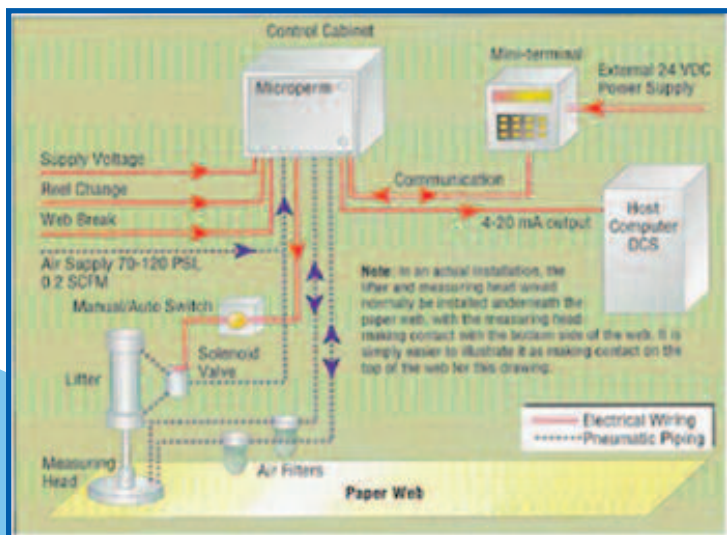 Control Cabinet
Mini-terminal
External 24 VDC
Power Supply
Microperm
Supply Voltage
Reel Change
Web Break
Communication
4-20 mA output
Host
Computer
DCS
Air Supply 70-120 PSI,
0.2 SCFM
Manual/Auto Switch
Note: In an actual installation, the
lifter and measuring head would
normally be installed underneath the
paper web, with the measuring head
making contact with the bottom side of the web. It is
simply easier to illustrate it as making contact on the
top of the web for this drawing.
Solenoid
Valve
Lifter
Electrical Wiring
Pneumatic Piping
Measuring
Head
Air Filters
Paper Web